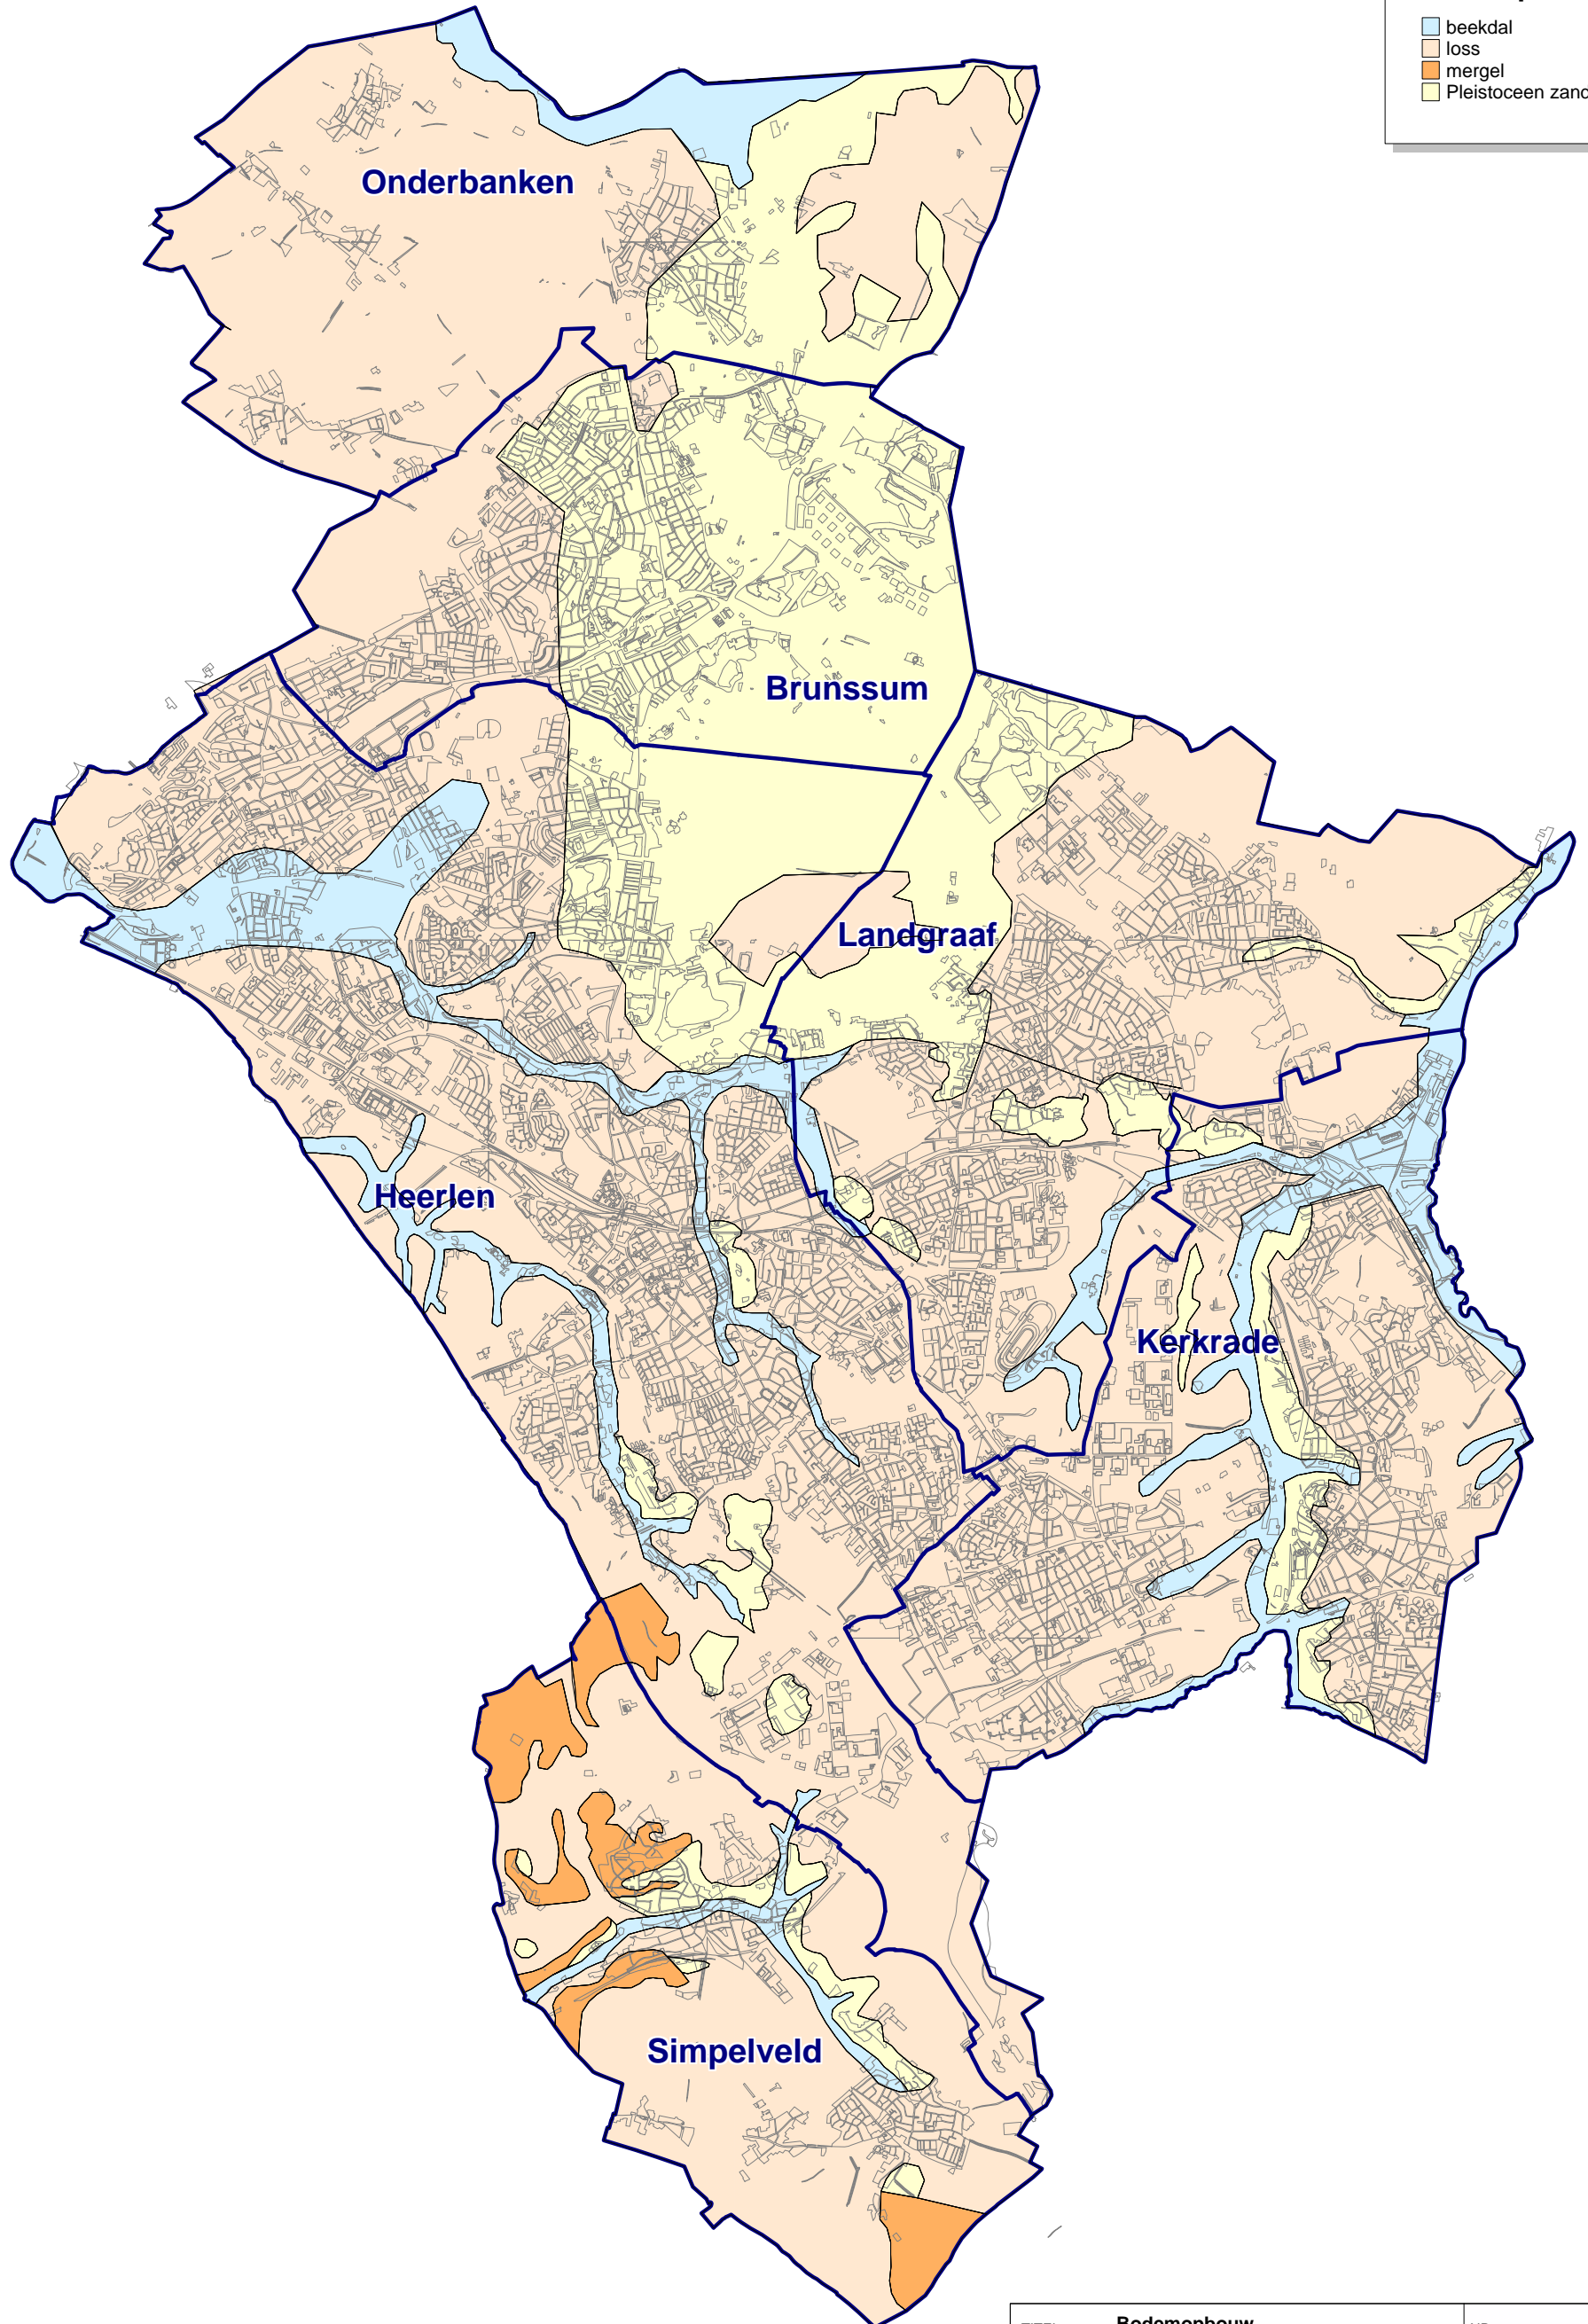 beekdal
loss
mergel
Pleistoceen zand
Onderbanken
Brunssum
Landgraaf
Heerlen
Kerkrade
Simpelveld
Bodemopbouw